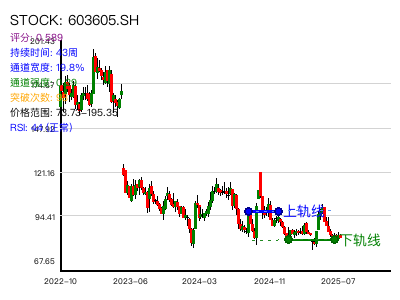 STOCK: 603605.SH
评分: 0.589
持续时间: 43周
通道宽度: 19.8%
价格范围: 73.73-195.35
RSI: 44 (正常)
121.16
94.41
67.65
上轨线
下轨线
2022-10
2023-06
2024-03
2024-11
2025-07